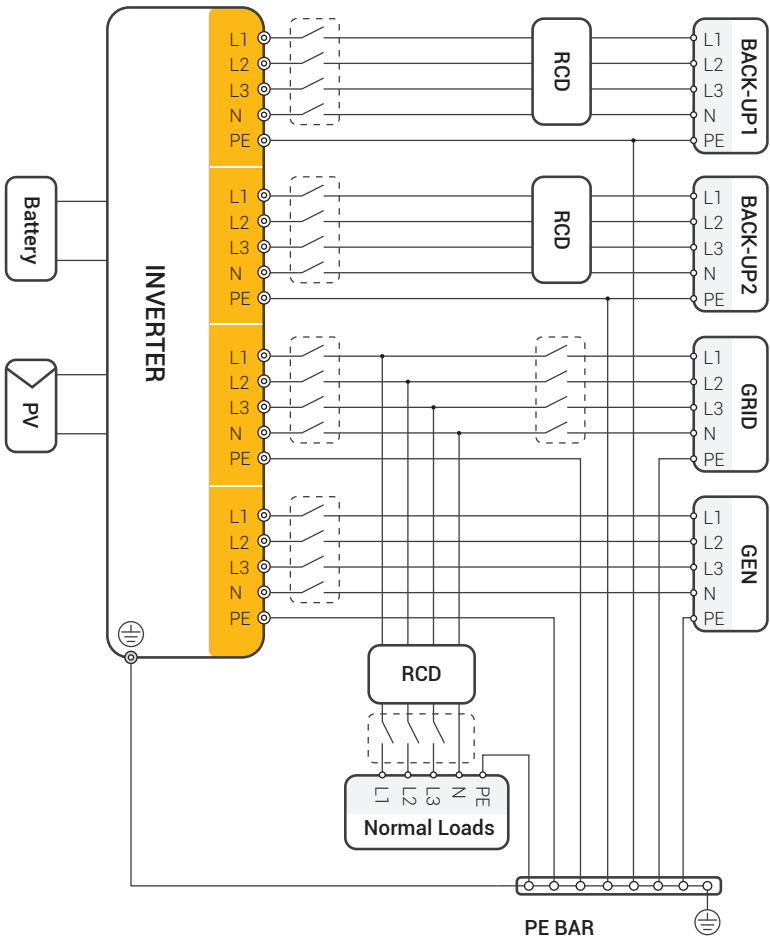 Battery
PV
INVERTER
L1
L2
L3
N
PE
L1
L2
L3
N
PE
L1
L2
L3
N
PE
L1
L2
L3
N
PE
RCD
RCD
L1
L2
L3
N
PE
BACK-UP1
L1
L2
L3
N
PE
BACK-UP2
L1
L2
L3
N
PE
GRID
L1
L2
L3
N
PE
GEN
RCD
L1 L2 L3 N PE
Normal Loads
PE BAR